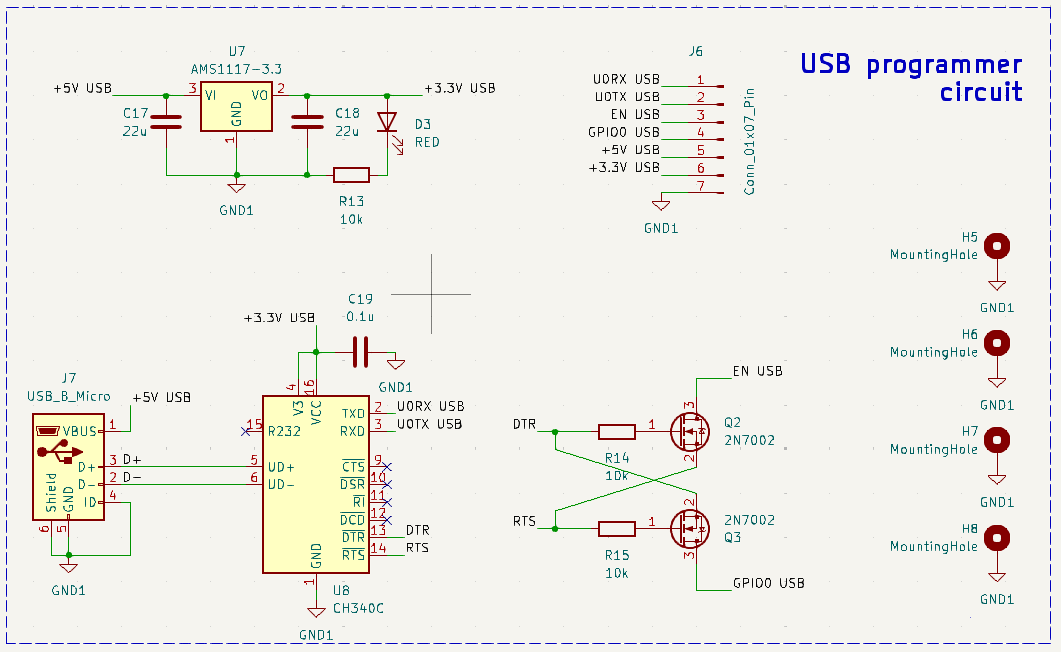 USB programmer
circuit
U7
AMS1117-3.3
+5V USB
3
VI
VO
2
+3.3V USB
GND
1
C17
22u
C18
22u
D3
RED
R13
10k
GND1
J6
U0RX USB
1
U0TX USB
2
EN USB
3
GPIO0 USB
4
+5V USB
5
+3.3V USB
6
7
Conn_01x07_Pin
GND1
H5
MountingHole
GND1
H6
MountingHole
GND1
H7
MountingHole
GND1
H8
MountingHole
GND1
C19
0.1u
+3.3V USB
GND1
4
16
V3
VCC
J7
USB_B_Micro
+5V USB
VBUS
1
D+
3
D+
D-
2
D-
ID
4
Shield
GND
6
5
GND1
15
R232
5
UD+
6
UD-
TXD
2
U0RX USB
RXD
3
U0TX USB
CTS
9
DSR
10
RI
11
DCD
12
DTR
13
DTR
RTS
14
RTS
GND
1
U8
CH340C
GND1
EN USB
3
DTR
1
Q2
2N7002
R14
10k
2
2
RTS
1
2N7002
Q3
R15
10k
3
GPIO0 USB